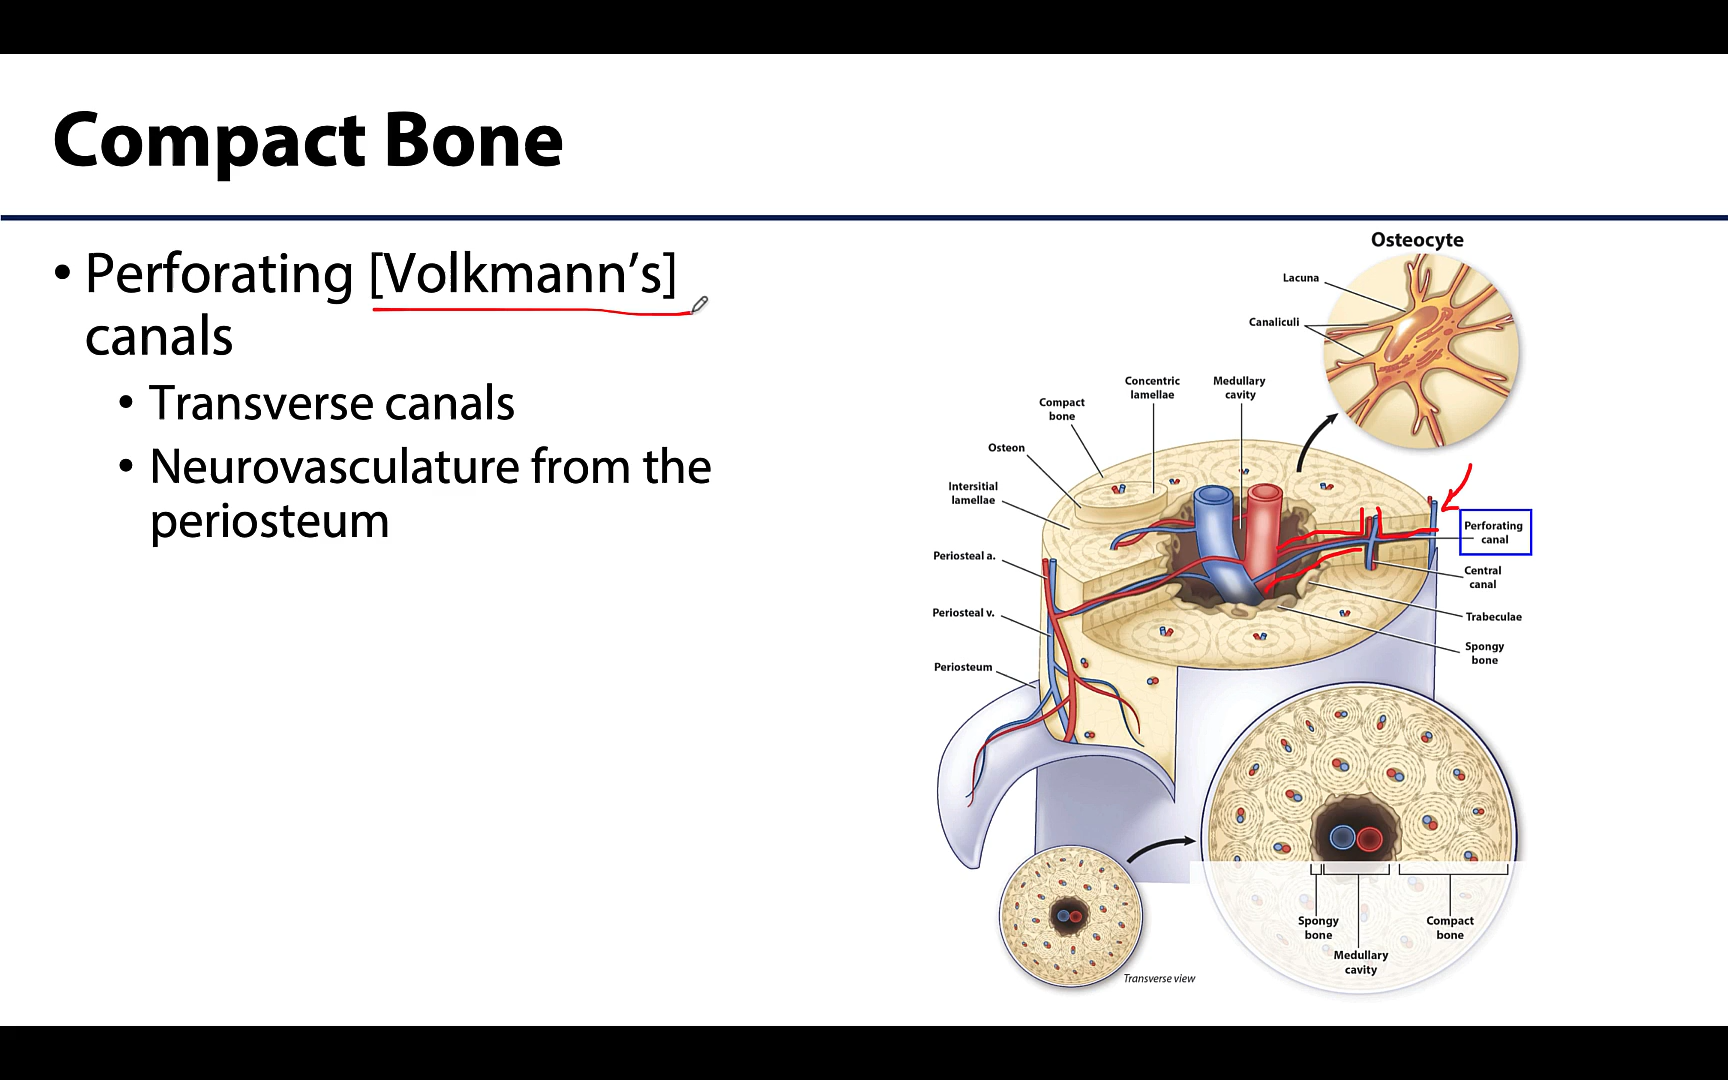 Compact Bone
• Perforating [Volkmann’s]
canals
• Transverse canals
• Neurovasculature from the
periosteum
Osteocyte
Lacuna
Canaliculi
Concentric
lamellae
Medullary
cavity
Compact
bone
Osteon
Intersitial
lamellae
Periosteal a.
Periosteal v.
Periosteum
Perforating
canal
Central
canal
Trabeculae
Spongy
bone
Spongy
bone
Medullary
cavity
Compact
bone
Transverse view